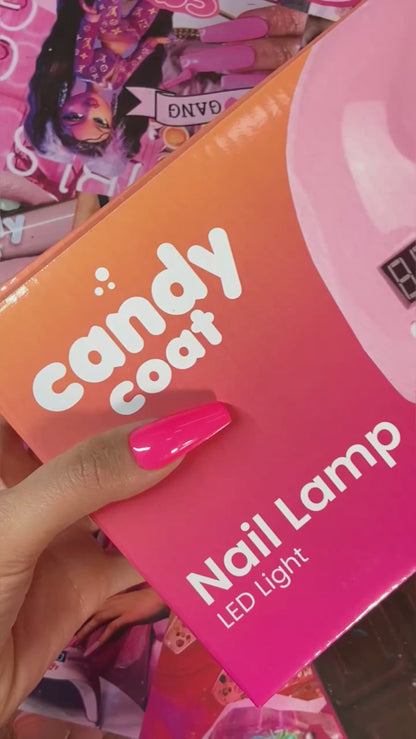 GANG
candy
coat
Nail Lamp
LED Light